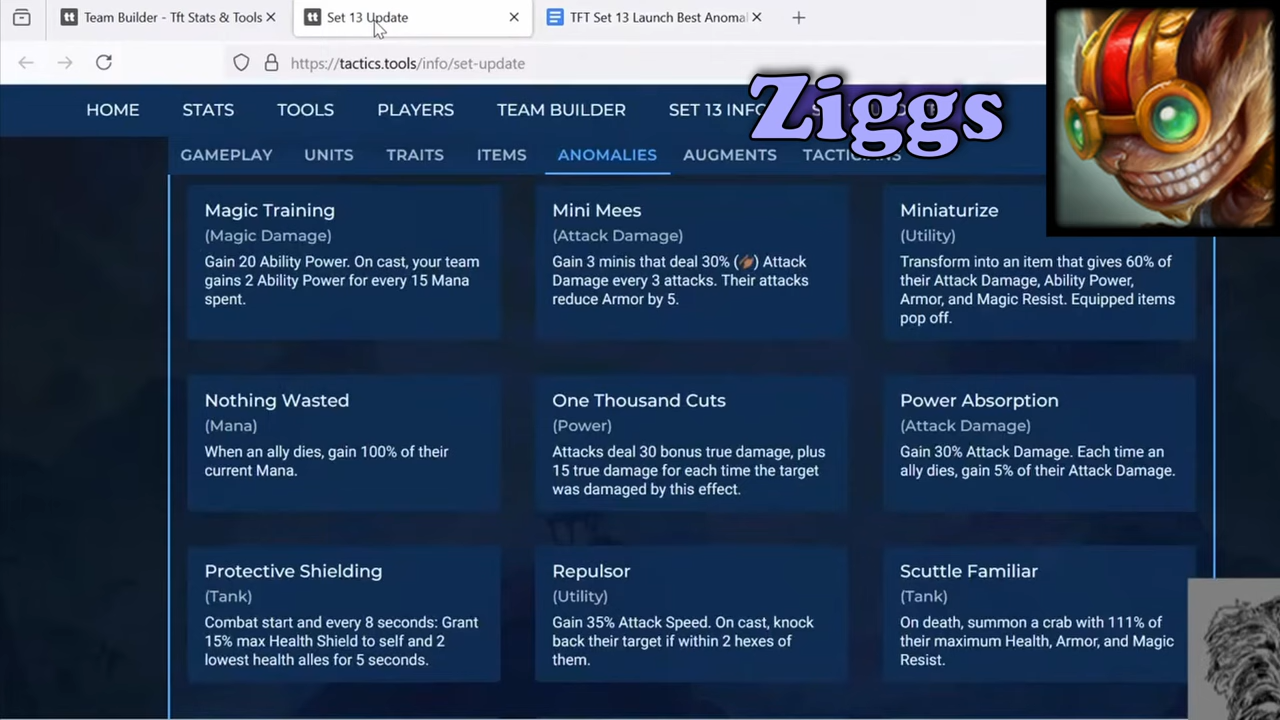 Team Builder - Tft Stats & Tools
Set 13 Update
TFT Set 13 Launch Best Anomal
https://tactics.tools/info/set-update
HOME STATS TOOLS PLAYERS TEAM BUILDER SET 13 INFO
Ziggs
GAMEPLAY UNITS TRAITS ITEMS ANOMALIES AUGMENTS TACTICIANS
Magic Training
(Magic Damage)
Gain 20 Ability Power. On cast, your team
gains 2 Ability Power for every 15 Mana
spent.
Mini Mees
(Attack Damage)
Gain 3 minis that deal 30% ( ) Attack
Damage every 3 attacks. Their attacks
reduce Armor by 5.
Miniaturize
(Utility)
Transform into an item that gives 60% of
their Attack Damage, Ability Power,
Armor, and Magic Resist. Equipped items
pop off.
Nothing Wasted
(Mana)
When an ally dies, gain 100% of their
current Mana.
One Thousand Cuts
(Power)
Attacks deal 30 bonus true damage, plus
15 true damage for each time the target
was damaged by this effect.
Power Absorption
(Attack Damage)
Gain 30% Attack Damage. Each time an
ally dies, gain 5% of their Attack Damage.
Protective Shielding
(Tank)
Combat start and every 8 seconds: Grant
15% max Health Shield to self and 2
lowest health alles for 5 seconds.
Repulsor
(Utility)
Gain 35% Attack Speed. On cast, knock
back their target if within 2 hexes of
them.
Scuttle Familiar
(Tank)
On death, summon a crab with 111% of
their maximum Health, Armor, and Magic
Resist.